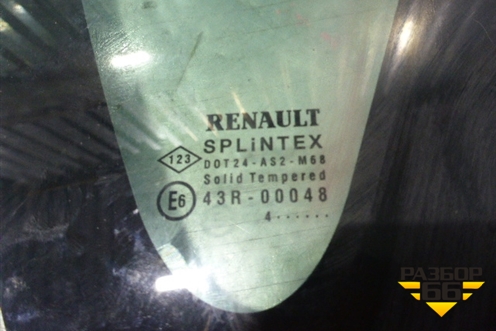 RENAULT
SPLiNTEX
123
DOT24-AS2-M68
Solid Tempered
E6 43R-00048
4······
РАЗБОР
66